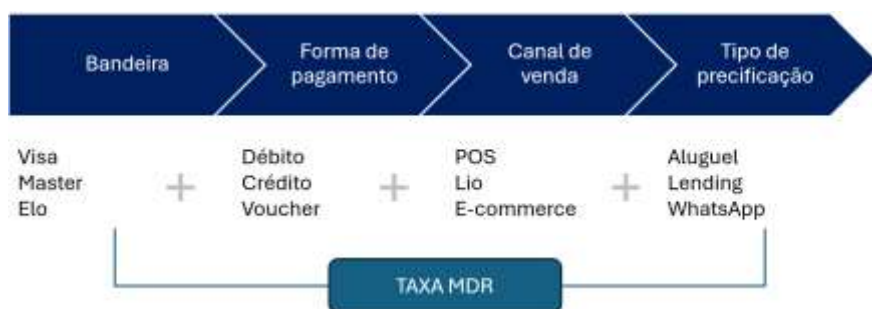 Bandeira
Forma de
pagamento
Canal de
venda
Tipo de
precificação
Visa
Master
Elo
+
Débito
Crédito
Voucher
+
POS
Lio
E-commerce
+
Aluguel
Lending
WhatsApp
TAXA MDR